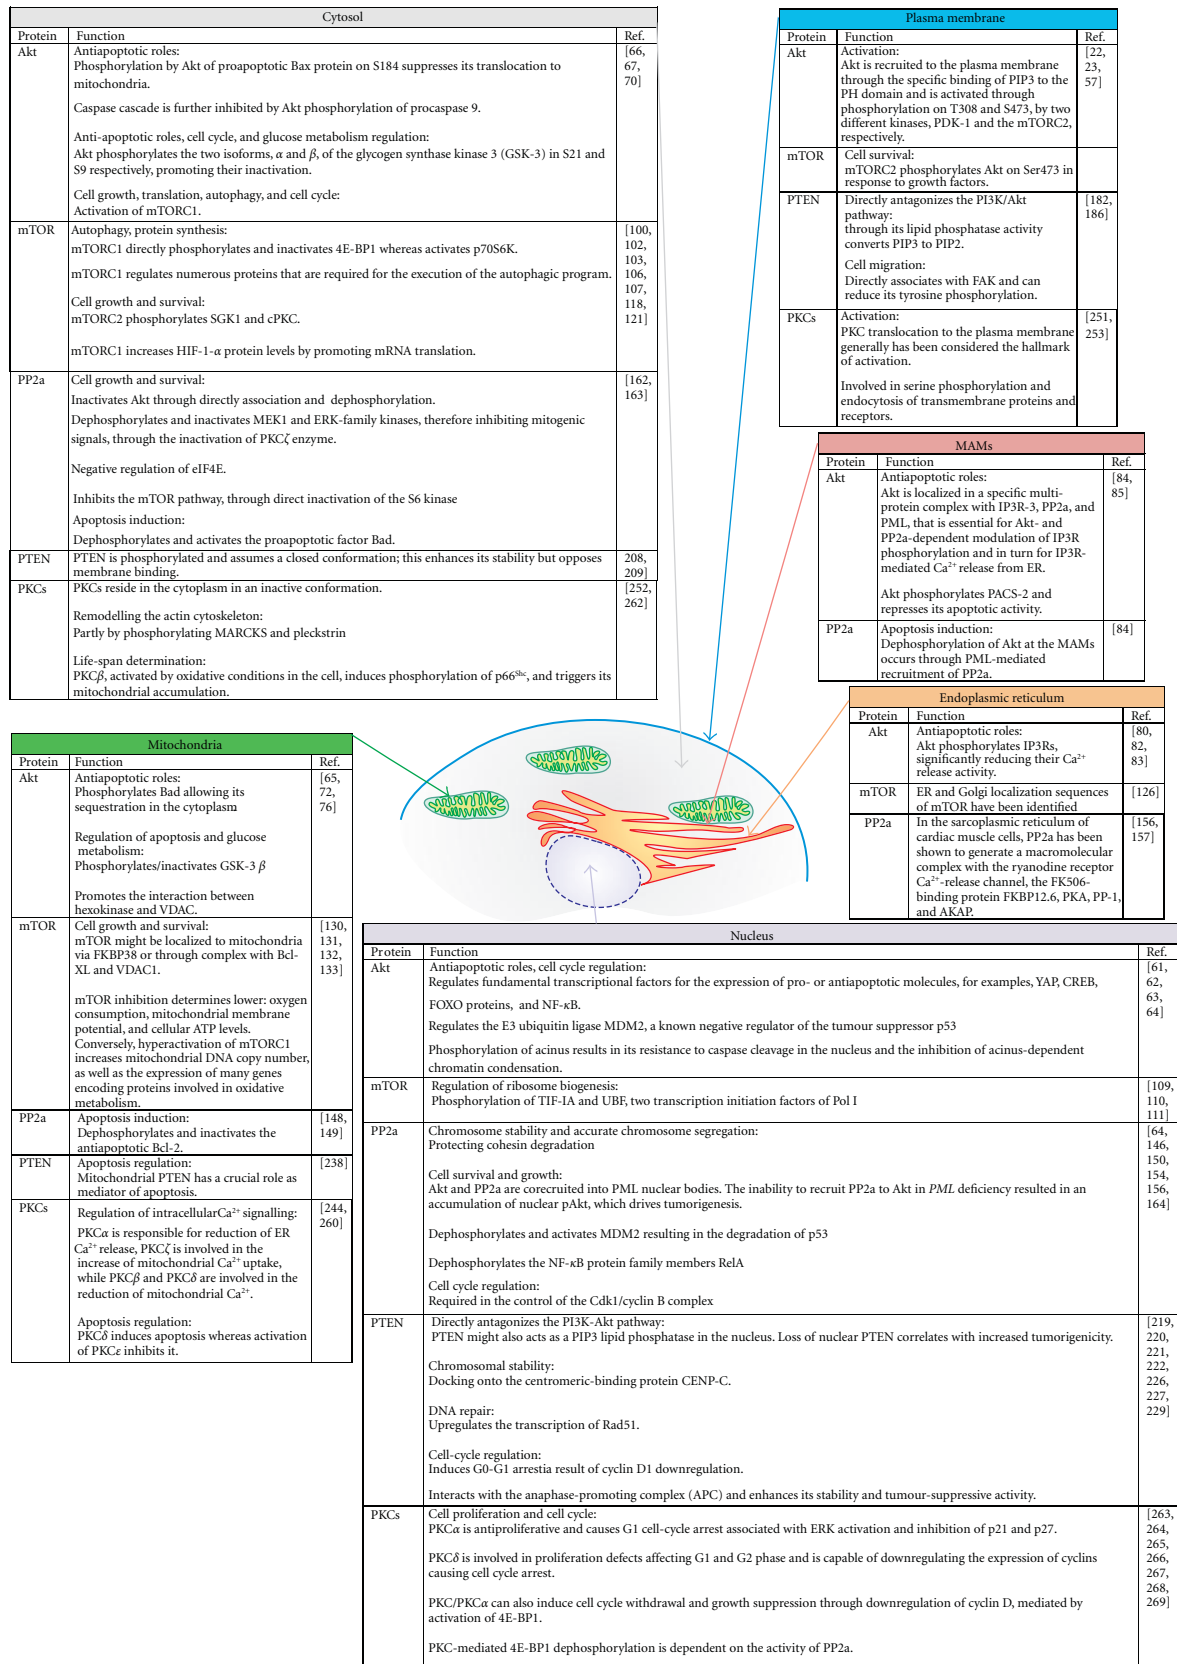 Cytosol
Protein Function Ref.
Akt Antiapoptotic roles: [66,
Phosphorylation by Akt of proapoptotic Bax protein on S184 suppresses its translocation to 67,
mitochondria. 70]
Caspase cascade is further inhibited by Akt phosphorylation of procaspase 9.
Anti-apoptotic roles, cell cycle, and glucose metabolism regulation:
Akt phosphorylates the two isoforms, α and β, of the glycogen synthase kinase 3 (GSK-3) in S21 and
S9 respectively, promoting their inactivation.
Cell growth, translation, autophagy, and cell cycle:
Activation of mTORC1.
mTOR Autophagy, protein synthesis: [100,
mTORC1 directly phosphorylates and inactivates 4E-BP1 whereas activates p70S6K. 102,
103,
mTORC1 regulates numerous proteins that are required for the execution of the autophagic program. 106,
107,
Cell growth and survival: 118,
mTORC2 phosphorylates SGK1 and cPKC. 121]
mTORC1 increases HIF-1-α protein levels by promoting mRNA translation.
PP2a Cell growth and survival: [162,
Inactivates Akt through directly association and dephosphorylation. 163]
Dephosphorylates and inactivates MEK1 and ERK-family kinases, therefore inhibiting mitogenic
signals, through the inactivation of PKCζ enzyme.
Negative regulation of eIF4E.
Inhibits the mTOR pathway, through direct inactivation of the S6 kinase
Apoptosis induction:
Dephosphorylates and activates the proapoptotic factor Bad.
PTEN PTEN is phosphorylated and assumes a closed conformation; this enhances its stability but opposes 208,
membrane binding. 209]
PKCs PKCs reside in the cytoplasm in an inactive conformation. [252,
262]
Remodelling the actin cytoskeleton:
Partly by phosphorylating MARCKS and pleckstrin
Life-span determination:
PKCβ, activated by oxidative conditions in the cell, induces phosphorylation of p66Shc, and triggers its
mitochondrial accumulation.
Plasma membrane
Protein Function Ref.
Akt Activation: [22,
Akt is recruited to the plasma membrane 23,
through the specific binding of PIP3 to the 57]
PH domain and is activated through
phosphorylation on T308 and S473, by two
different kinases, PDK-1 and the mTORC2,
respectively.
mTOR Cell survival:
mTORC2 phosphorylates Akt on Ser473 in
response to growth factors.
PTEN Directly antagonizes the PI3K/Akt [182,
pathway: 186]
through its lipid phosphatase activity
converts PIP3 to PIP2.
Cell migration:
Directly associates with FAK and can
reduce its tyrosine phosphorylation.
PKCs Activation: [251,
PKC translocation to the plasma membrane 253]
generally has been considered the hallmark
of activation.
Involved in serine phosphorylation and
endocytosis of transmembrane proteins and
receptors.
MAMs
Protein Function Ref.
Akt Antiapoptotic roles: [84,
Akt is localized in a specific multi- 85]
protein complex with IP3R-3, PP2a, and
PML, that is essential for Akt- and
PP2a-dependent modulation of IP3R
phosphorylation and in turn for IP3R-
mediated Ca2+ release from ER.
Akt phosphorylates PACS-2 and
represses its apoptotic activity.
PP2a Apoptosis induction: [84]
Dephosphorylation of Akt at the MAMs
occurs through PML-mediated
recruitment of PP2a.
Endoplasmic reticulum
Protein Function Ref.
Akt Antiapoptotic roles: [80,
Akt phosphorylates IP3Rs, 82,
significantly reducing their Ca2+ 83]
release activity.
mTOR ER and Golgi localization sequences [126]
of mTOR have been identified
PP2a In the sarcoplasmic reticulum of [156,
cardiac muscle cells, PP2a has been 157]
shown to generate a macromolecular
complex with the ryanodine receptor
Ca2+-release channel, the FK506-
binding protein FKBP12.6, PKA, PP-1,
and AKAP.
Mitochondria
Protein Function Ref.
Akt Antiapoptotic roles: [65,
Phosphorylates Bad allowing its 72,
sequestration in the cytoplasm. 76]
Regulation of apoptosis and glucose
metabolism:
Phosphorylates/inactivates GSK-3 β
Promotes the interaction between
hexokinase and VDAC.
mTOR Cell growth and survival: [130,
mTOR might be localized to mitochondria 131,
via FKBP38 or through complex with Bcl- 132,
XL and VDAC1. 133]
mTOR inhibition determines lower: oxygen
consumption, mitochondrial membrane
potential, and cellular ATP levels.
Conversely, hyperactivation of mTORC1
increases mitochondrial DNA copy number,
as well as the expression of many genes
encoding proteins involved in oxidative
metabolism.
PP2a Apoptosis induction: [148,
Dephosphorylates and inactivates the 149]
antiapoptotic Bcl-2.
PTEN Apoptosis regulation: [238]
Mitochondrial PTEN has a crucial role as
mediator of apoptosis.
PKCs Regulation of intracellularCa2+ signalling: [244,
260]
PKCα is responsible for reduction of ER
Ca2+ release, PKCζ is involved in the
increase of mitochondrial Ca2+ uptake,
while PKCβ and PKCδ are involved in the
reduction of mitochondrial Ca2+.
Apoptosis regulation:
PKCδ induces apoptosis whereas activation
of PKCε inhibits it.
Nucleus
Protein Function Ref.
Akt Antiapoptotic roles, cell cycle regulation: [61,
Regulates fundamental transcriptional factors for the expression of pro- or antiapoptotic molecules, for examples, YAP, CREB, 62,
FOXO proteins, and NF-κB. 63,
64]
Regulates the E3 ubiquitin ligase MDM2, a known negative regulator of the tumour suppressor p53
Phosphorylation of acinus results in its resistance to caspase cleavage in the nucleus and the inhibition of acinus-dependent
chromatin condensation.
mTOR Regulation of ribosome biogenesis: [109,
Phosphorylation of TIF-IA and UBF, two transcription initiation factors of Pol I 110,
111]
PP2a Chromosome stability and accurate chromosome segregation: [64,
Protecting cohesin degradation 146,
150,
Cell survival and growth: 154,
Akt and PP2a are corecruited into PML nuclear bodies. The inability to recruit PP2a to Akt in PML deficiency resulted in an 156,
accumulation of nuclear pAkt, which drives tumorigenesis. 164]
Dephosphorylates and activates MDM2 resulting in the degradation of p53
Dephosphorylates the NF-κB protein family members RelA
Cell cycle regulation:
Required in the control of the Cdk1/cyclin B complex
PTEN Directly antagonizes the PI3K-Akt pathway: [219,
PTEN might also acts as a PIP3 lipid phosphatase in the nucleus. Loss of nuclear PTEN correlates with increased tumorigenicity. 220,
221,
Chromosomal stability: 222,
Docking onto the centromeric-binding protein CENP-C. 226,
227,
DNA repair: 229]
Upregulates the transcription of Rad51.
Cell-cycle regulation:
Induces G0-G1 arrestia result of cyclin D1 downregulation.
Interacts with the anaphase-promoting complex (APC) and enhances its stability and tumour-suppressive activity.
PKCs Cell proliferation and cell cycle: [263,
PKCα is antiproliferative and causes G1 cell-cycle arrest associated with ERK activation and inhibition of p21 and p27. 264,
265,
PKCδ is involved in proliferation defects affecting G1 and G2 phase and is capable of downregulating the expression of cyclins 266,
causing cell cycle arrest. 267,
268,
PKC/PKCα can also induce cell cycle withdrawal and growth suppression through downregulation of cyclin D, mediated by 269]
activation of 4E-BP1.
PKC-mediated 4E-BP1 dephosphorylation is dependent on the activity of PP2a.